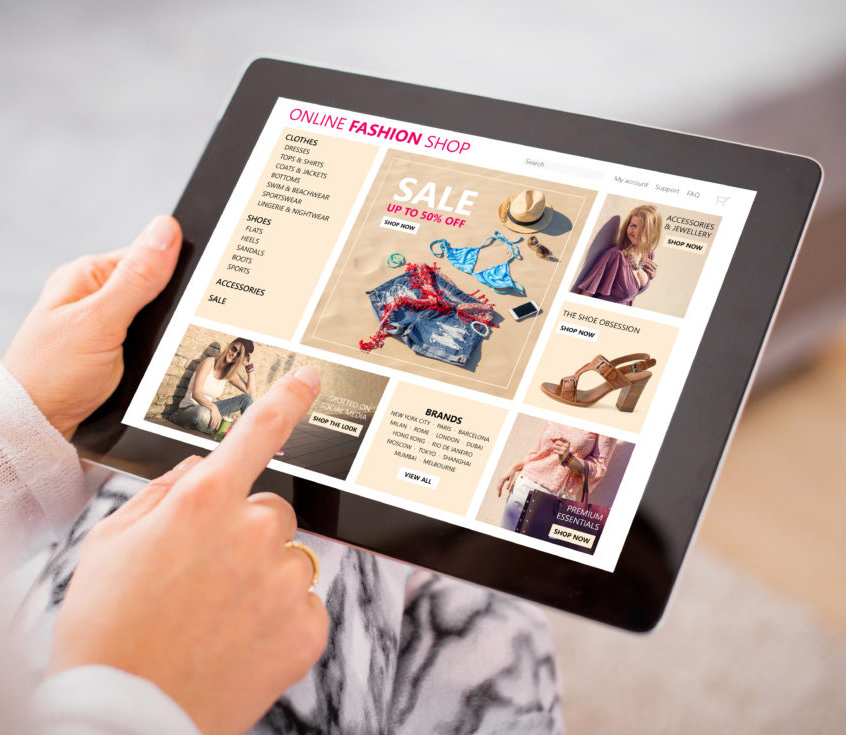 ONLINE FASHION SHOP
Search
My account Support FAQ
CLOTHES
DRESSES
TOPS & SHIRTS
COATS & JACKETS
BOTTOMS
SWIM & BEACHWEAR
SPORTSWEAR
LINGERIE & NIGHTWEAR
SHOES
FLATS
HEELS
SANDALS
BOOTS
SPORTS
ACCESSORIES
SALE
SALE
UP TO 50% OFF
SHOP NOW
ACCESSORIES
& JEWELLERY
SHOP NOW
THE SHOE OBSESSION
SHOP NOW
SPOTTED ON
SOCIAL MEDIA
SHOP THE LOOK
BRANDS
NEW YORK CITY · PARIS · BARCELONA
MILAN · ROME · LONDON · DUBAI
HONG KONG · RIO DE JANEIRO
MOSCOW · TOKYO · SHANGHAI
MUMBAI · MELBOURNE
VIEW ALL
PREMIUM
ESSENTIALS
SHOP NOW